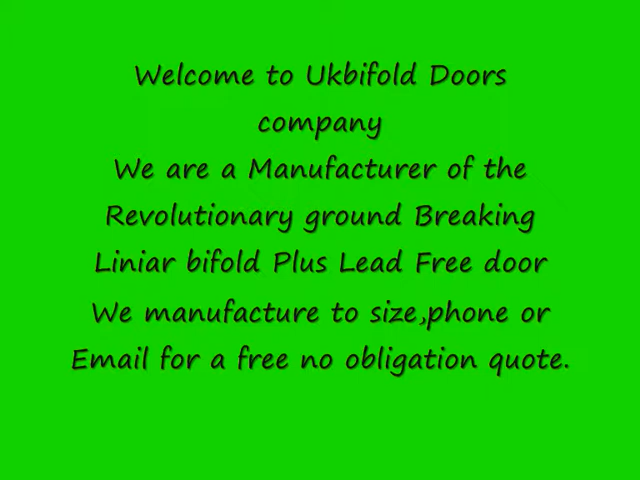 Welcome to Ukbifold Doors
company
We are a Manufacturer of the
Revolutionary ground Breaking
Liniar bifold Plus Lead Free door
We manufacture to size,phone or
Email for a free no obligation quote.